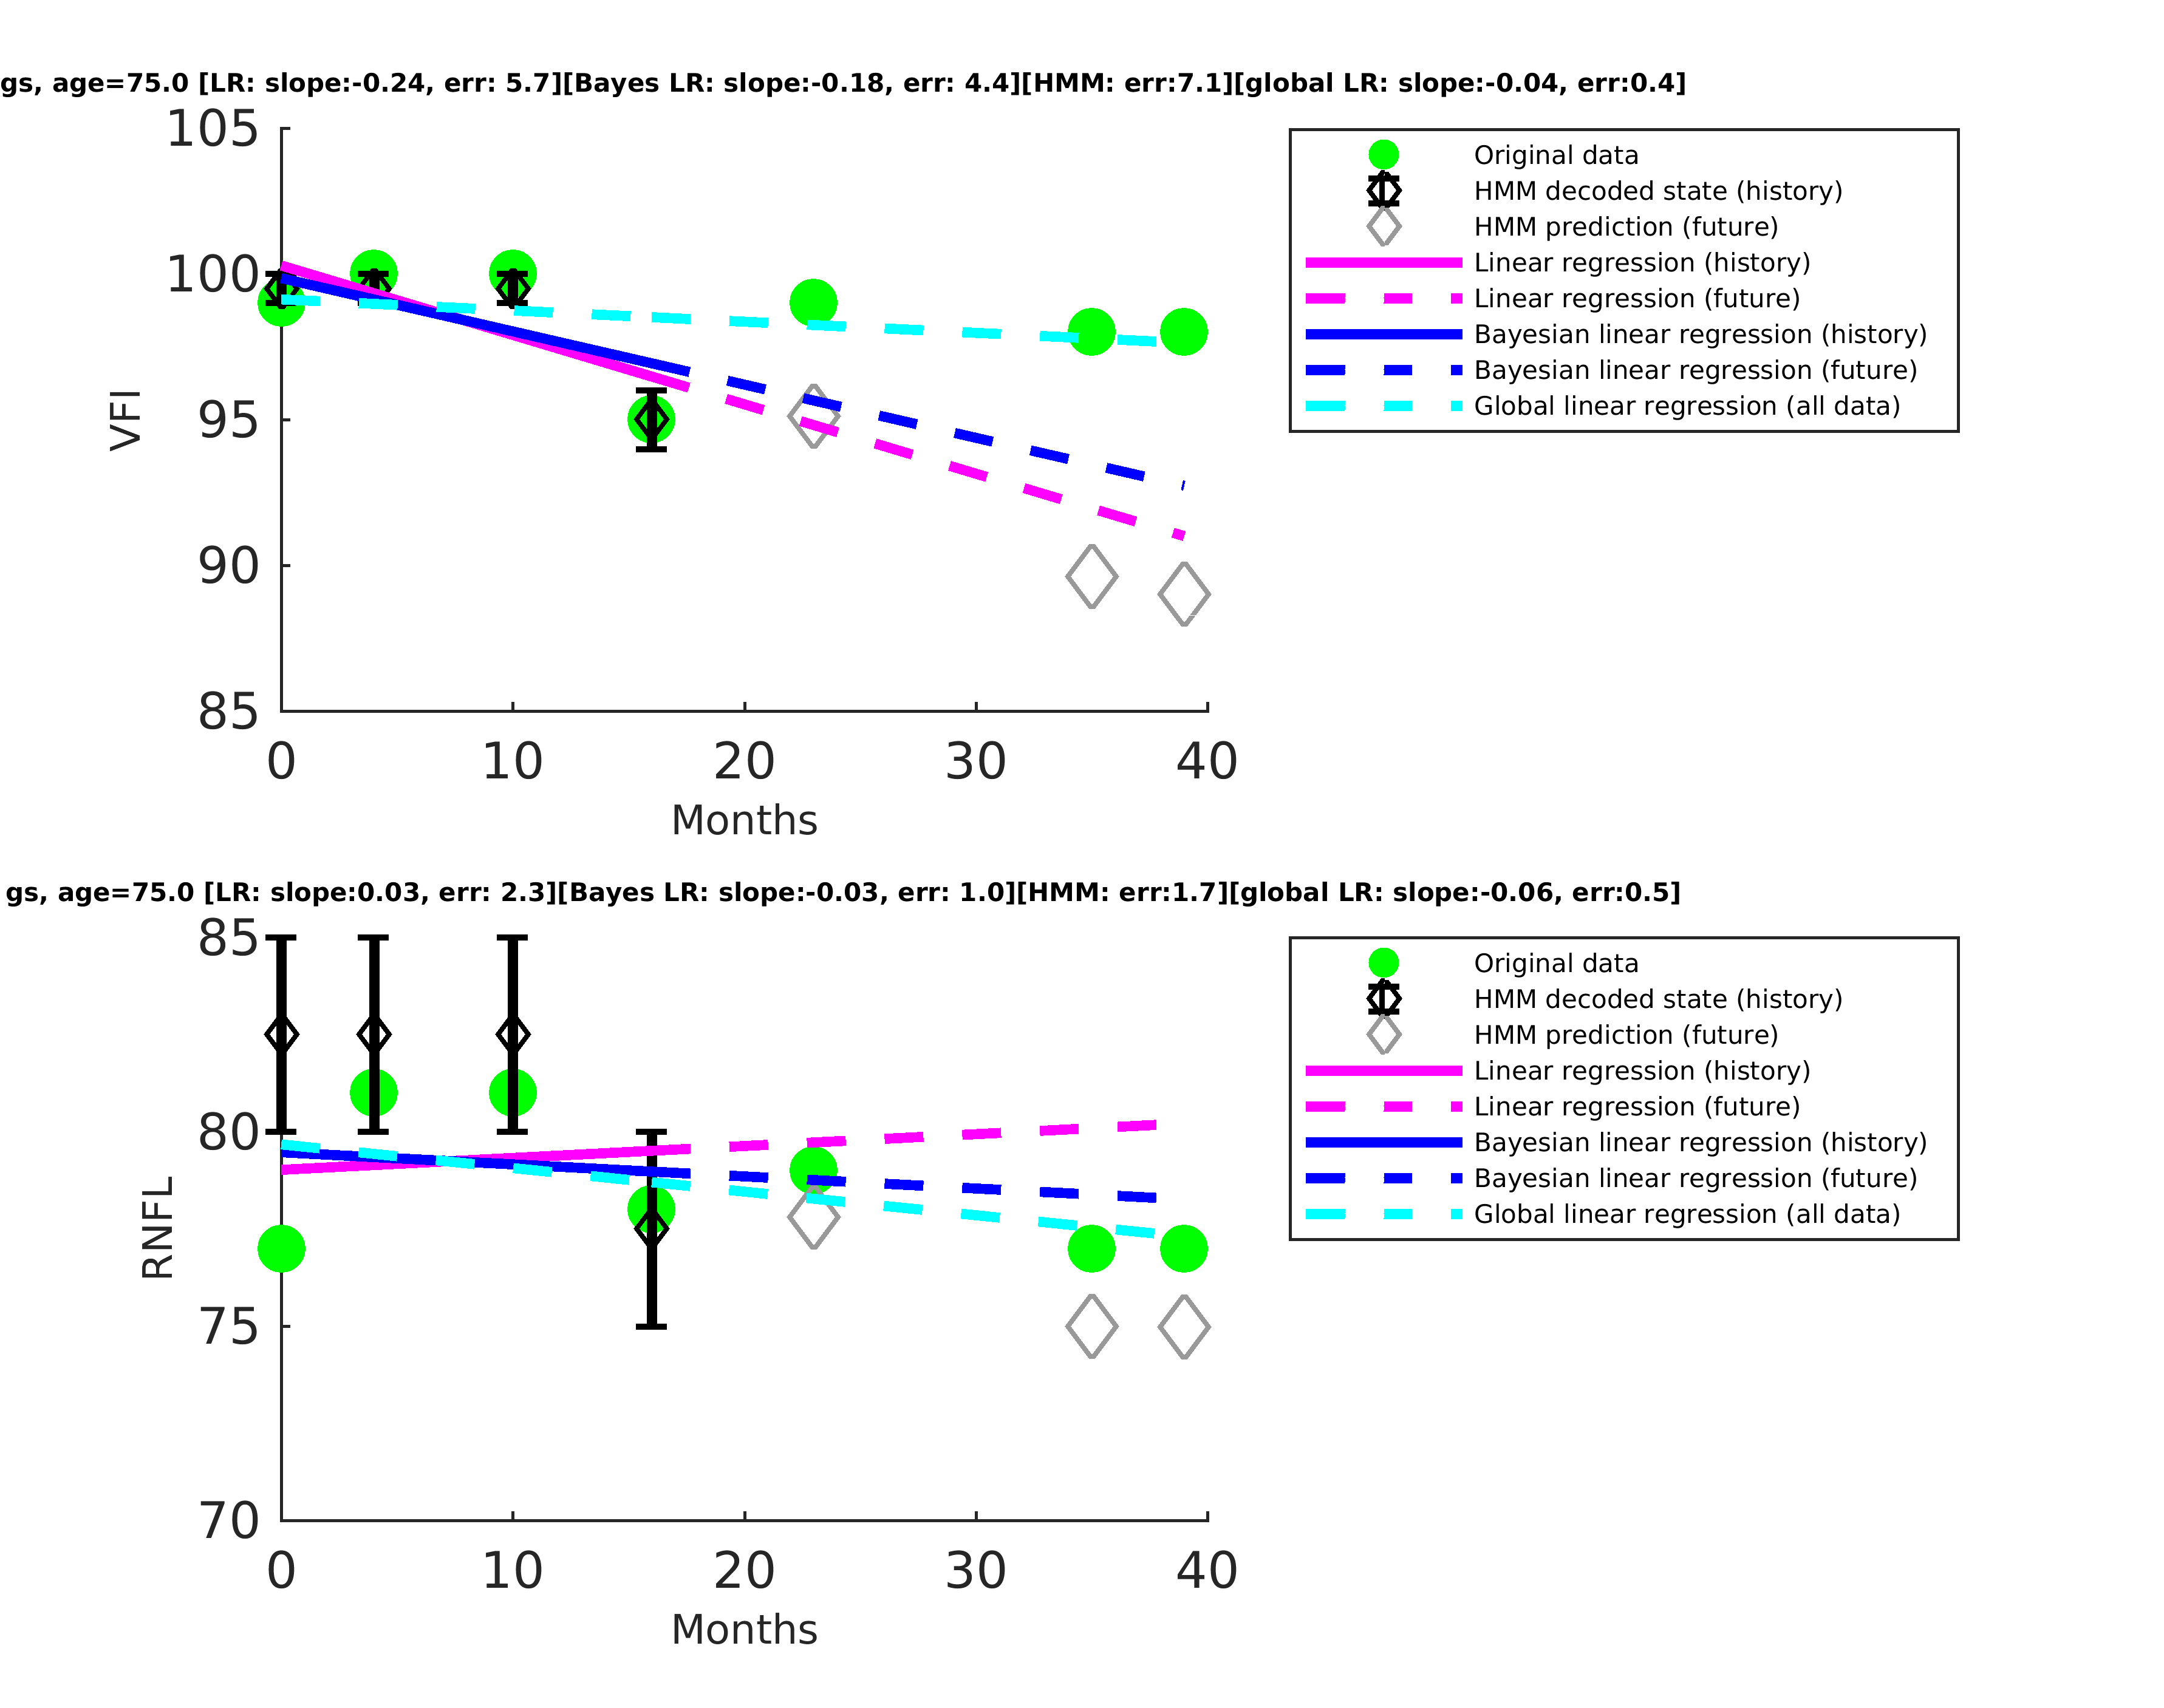 gs, age=75.0 [LR: slope:-0.24, err: 5.7][Bayes LR: slope:-0.18, err: 4.4][HMM: err:7.1][global LR: slope:-0.04, err:0.4]
105
100
95
90
85
VFI
0 10 20 30 40
Months
Original data
HMM decoded state (history)
HMM prediction (future)
Linear regression (history)
Linear regression (future)
Bayesian linear regression (history)
Bayesian linear regression (future)
Global linear regression (all data)
gs, age=75.0 [LR: slope:0.03, err: 2.3][Bayes LR: slope:-0.03, err: 1.0][HMM: err:1.7][global LR: slope:-0.06, err:0.5]
85
80
75
70
RNFL
0 10 20 30 40
Months
Original data
HMM decoded state (history)
HMM prediction (future)
Linear regression (history)
Linear regression (future)
Bayesian linear regression (history)
Bayesian linear regression (future)
Global linear regression (all data)